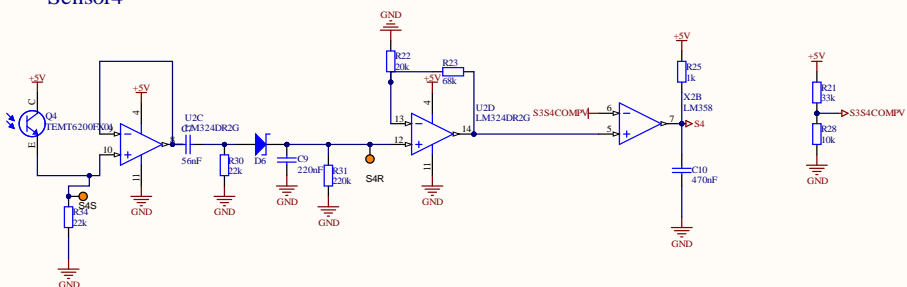 Sensor4
GND
+5V
R22
20k
R23
68k
+5V
+5V
C
Q4
TEMT6200FX01
E
+5V
4
9
8
10
11
U2C
LM324DR2G
C7
56nF
R30
22k
D6
C9
220nF
R31
220k
S4R
4
13
14
12
11
U2D
LM324DR2G
S3S4COMPV
6
5
7
R25
1k
X2B
LM358
S4
C10
470nF
+5V
R21
33k
S3S4COMPV
R28
10k
S4S
R34
22k
GND
GND
GND
GND
GND
GND
GND
GND